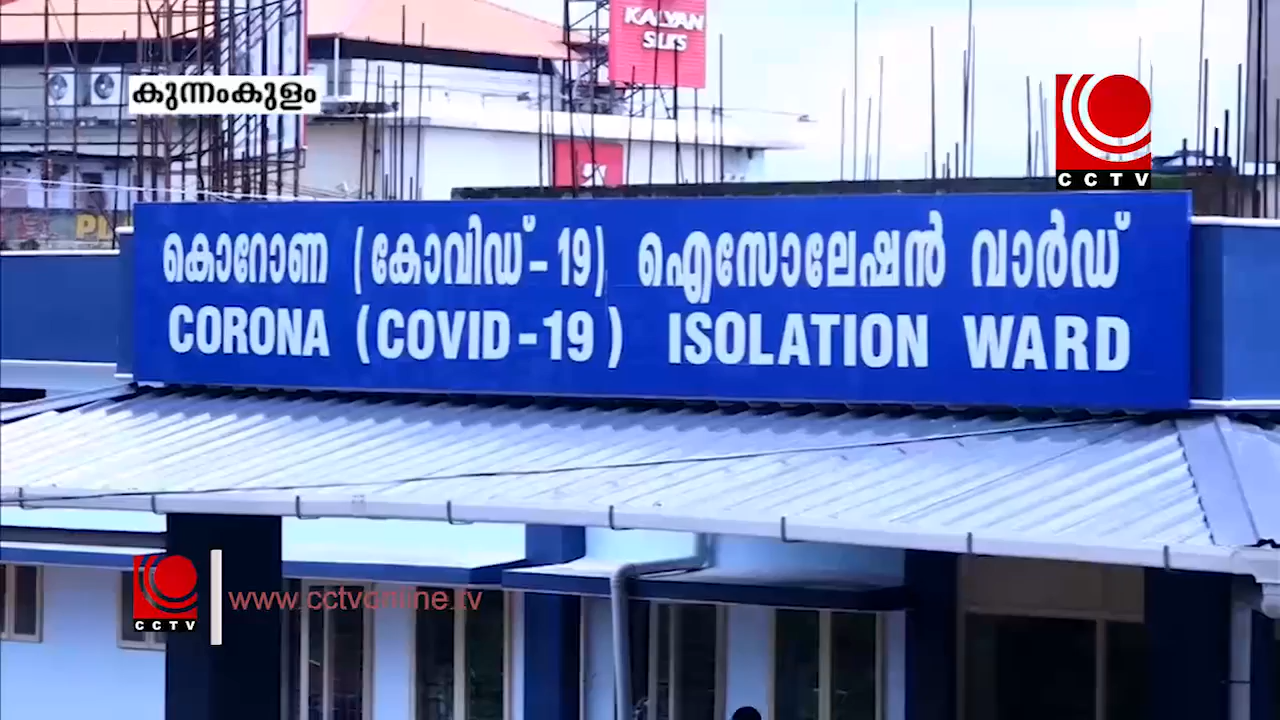 KALYAN
SILKS
കുന്നംകുളം
CCTV
കൊറോണ (കോവിഡ്-19) ഐസോലേഷൻ വാർഡ്
CORONA (COVID-19) ISOLATION WARD
CCTV
www.cctvonline.tv